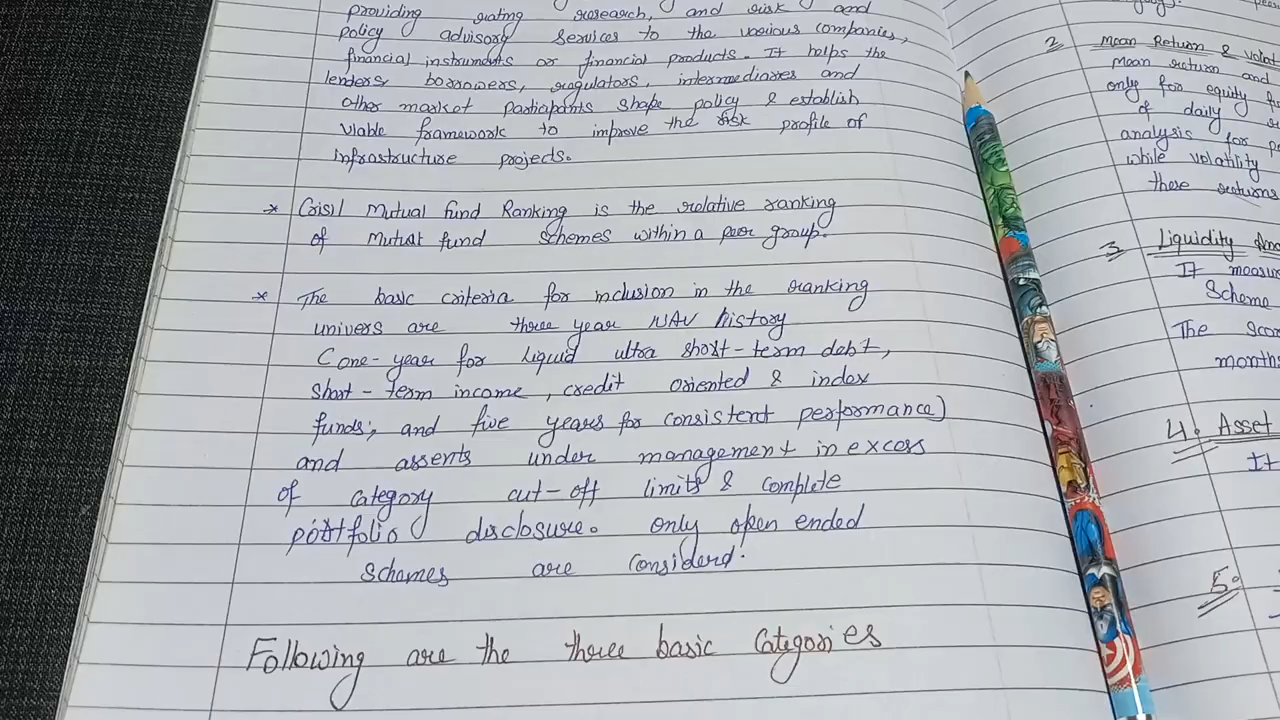 providing rating research, and risk and
policy advisory services to the various companies,
financial instruments or financial products. It helps the
lenders, borrowers, regulators, intermediaries and
other market participants shape policy & establish
viable framework to improve the risk profile of
infrastructure projects.
* Crisil Mutual Fund Ranking is the relative ranking
of Mutual fund schemes within a peer group.
* The basic criteria for inclusion in the ranking
univers are three year NAV history
(one-year for liquid ultra short-term debt,
short-term income, credit oriented & index
funds; and five years for consistent performance)
and assents under management in excess
of category cut-off limits & complete
portfolio disclosure. only open ended
schemes are considerd.
Following are the three basic categories
2 Mean Return & Volat
Mean return and
only for equity f
of daily
analysis for pe
while volatility
these returns
3 Liquidity
It measur
Scheme
The scor
months
4. Asset
It
5.